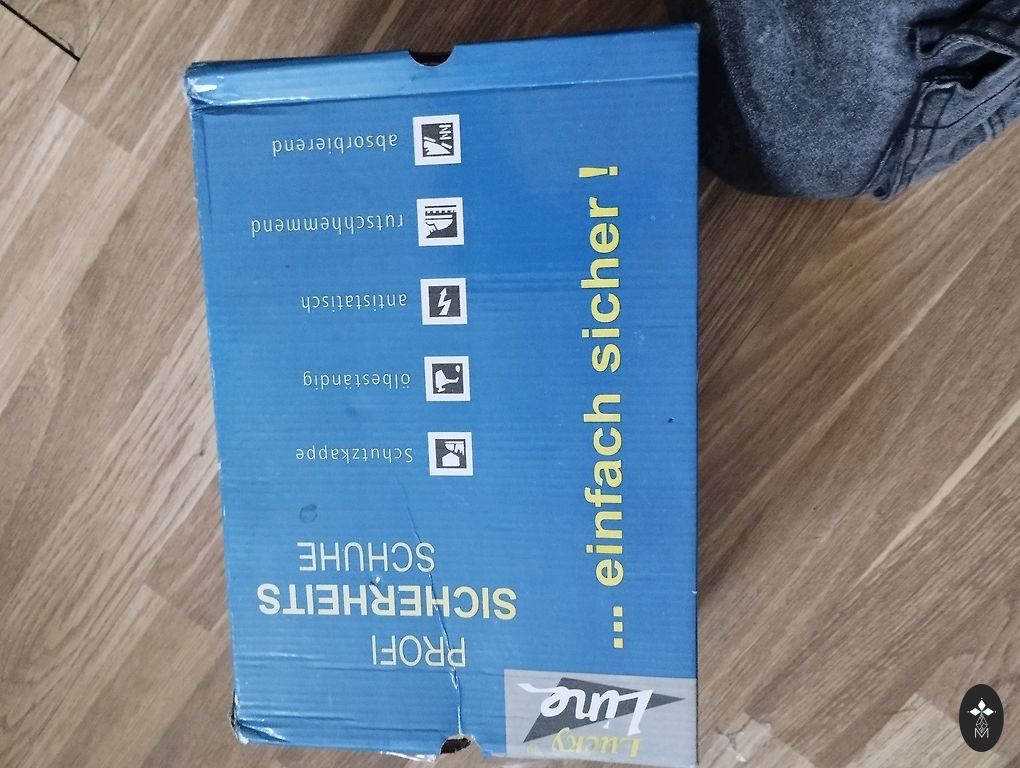 Lucky
Line
PROFI
SICHERHEITS
SCHUHE
Schutzkappe
ölbeständig
antistatisch
rutschhemmend
absorbierend
... einfach sicher !